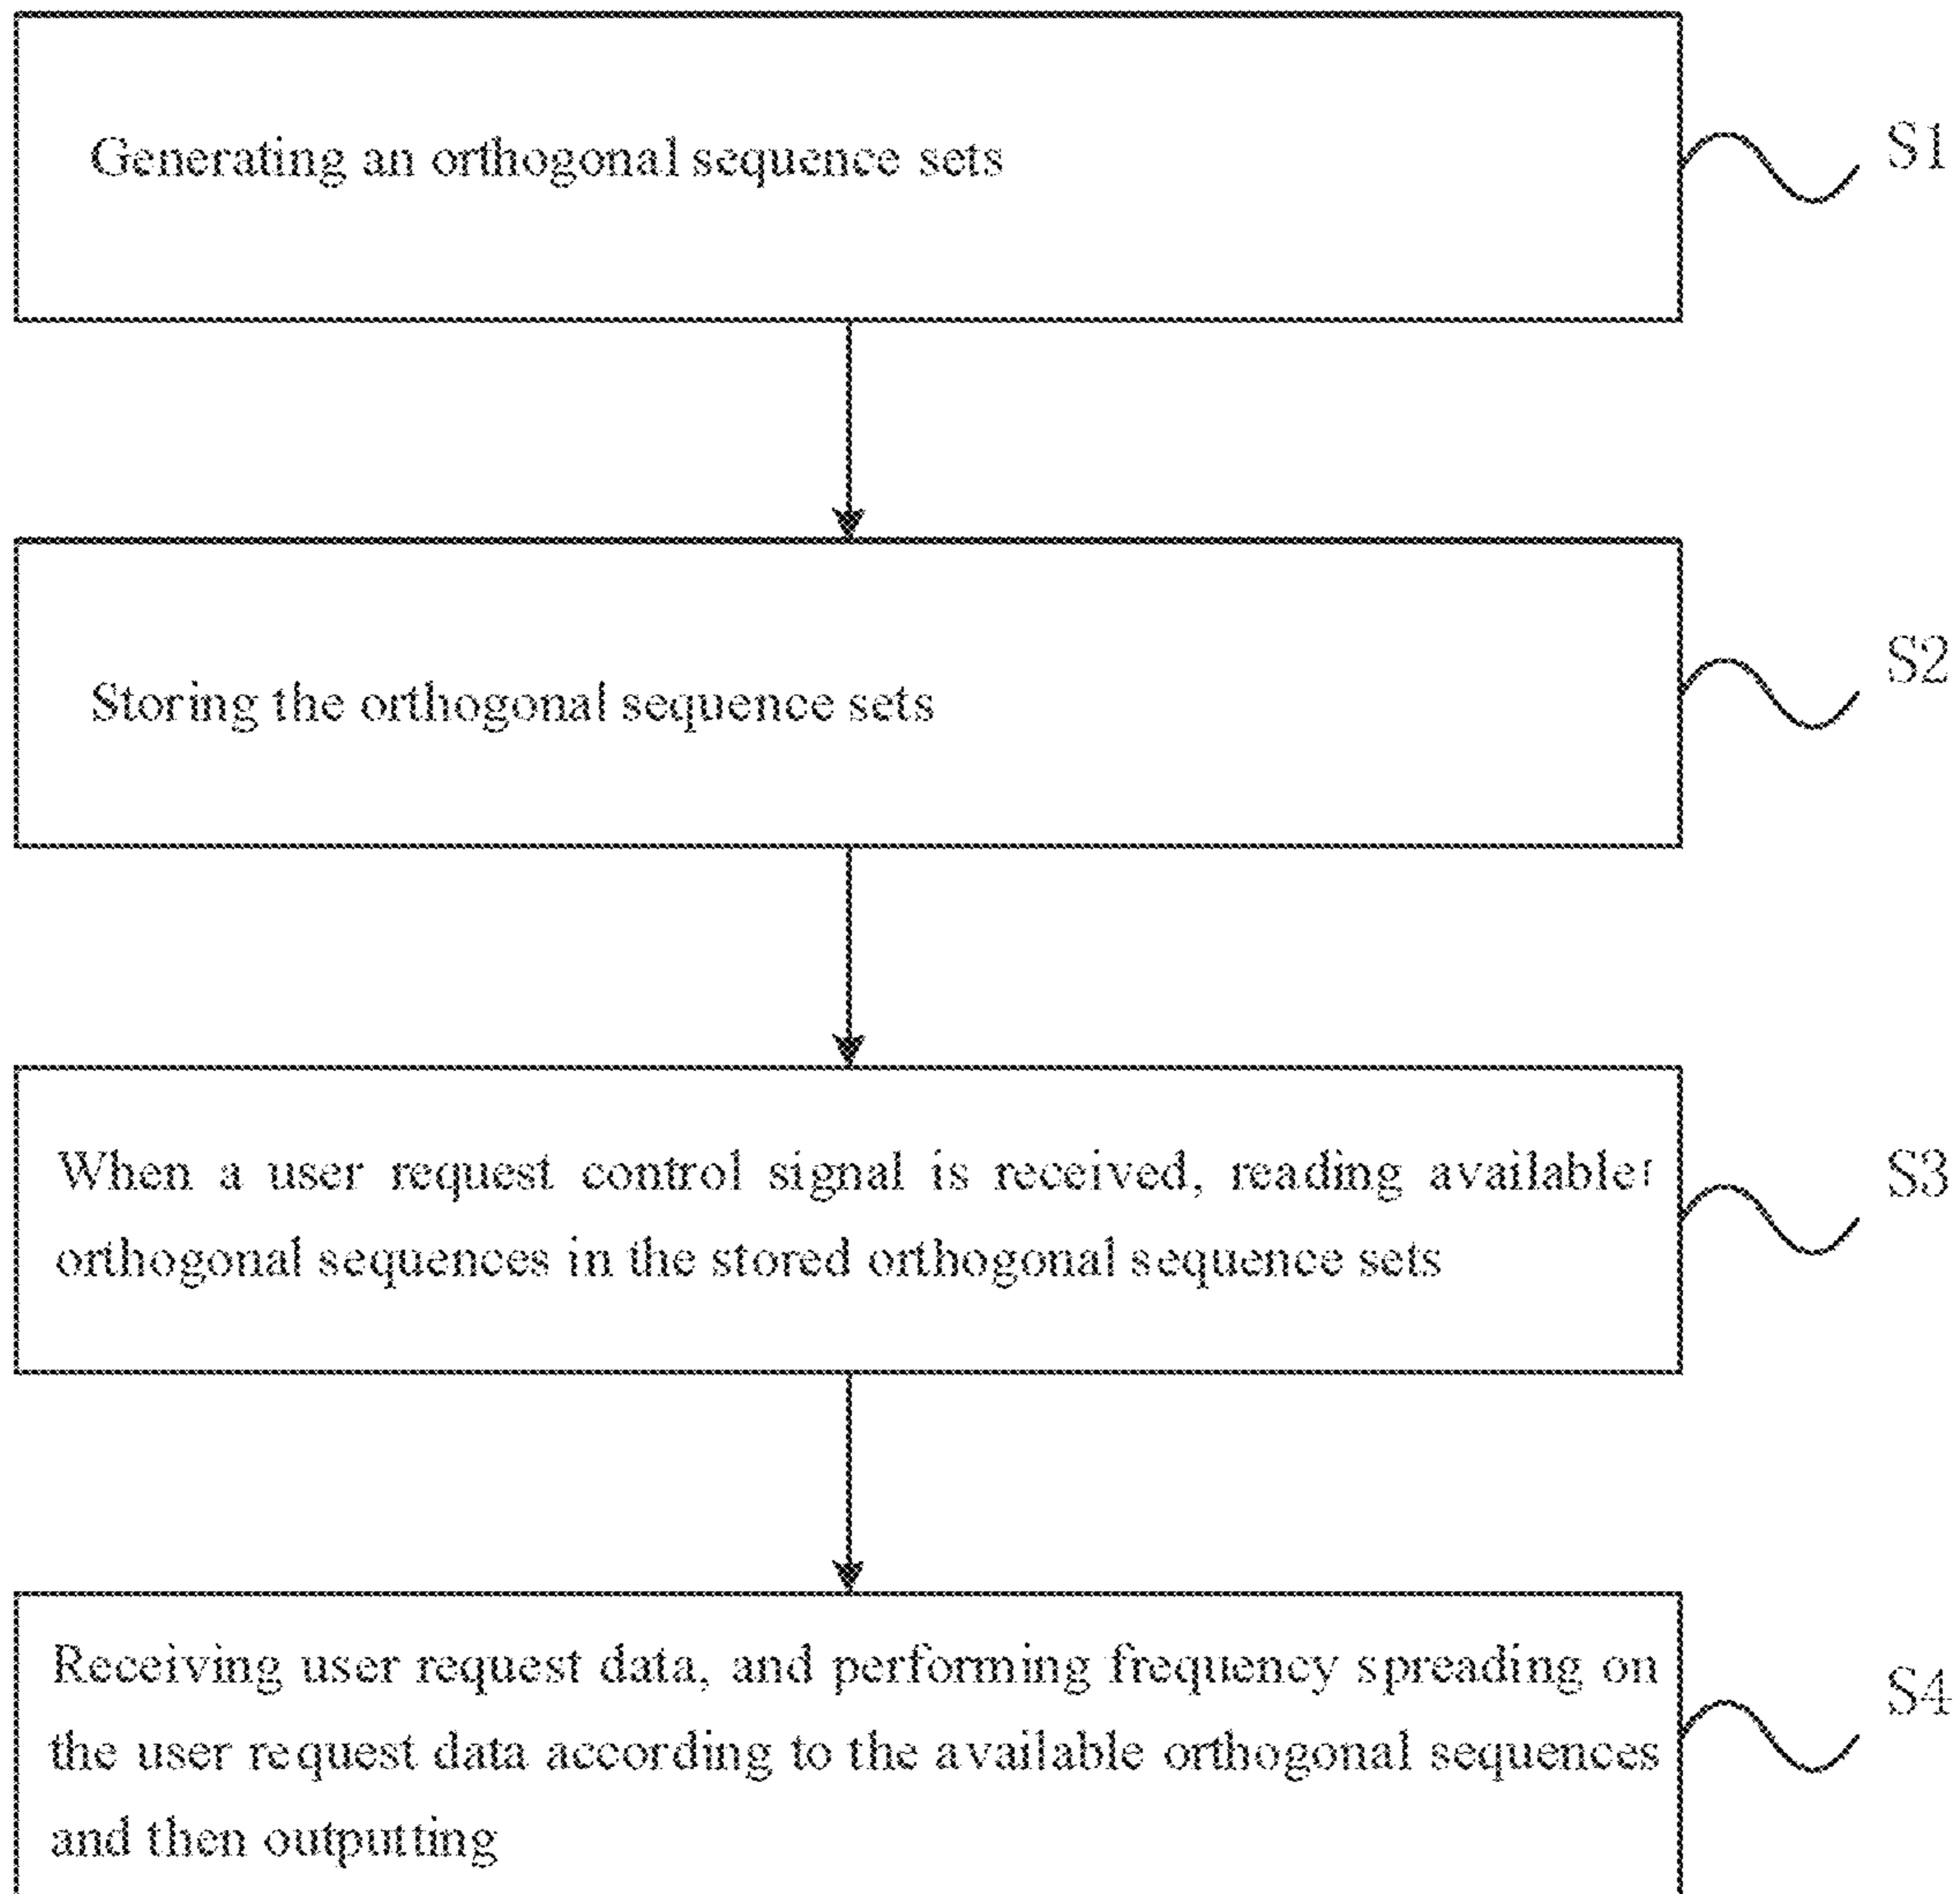 Generating an orthogonal sequence sets
S1
Storing the orthogonal sequence sets
S2
When a user request control signal is received, reading available
orthogonal sequences in the stored orthogonal sequence sets
S3
Receiving user request data, and performing frequency spreading on
the user request data according to the available orthogonal sequences
and then outputting
S4